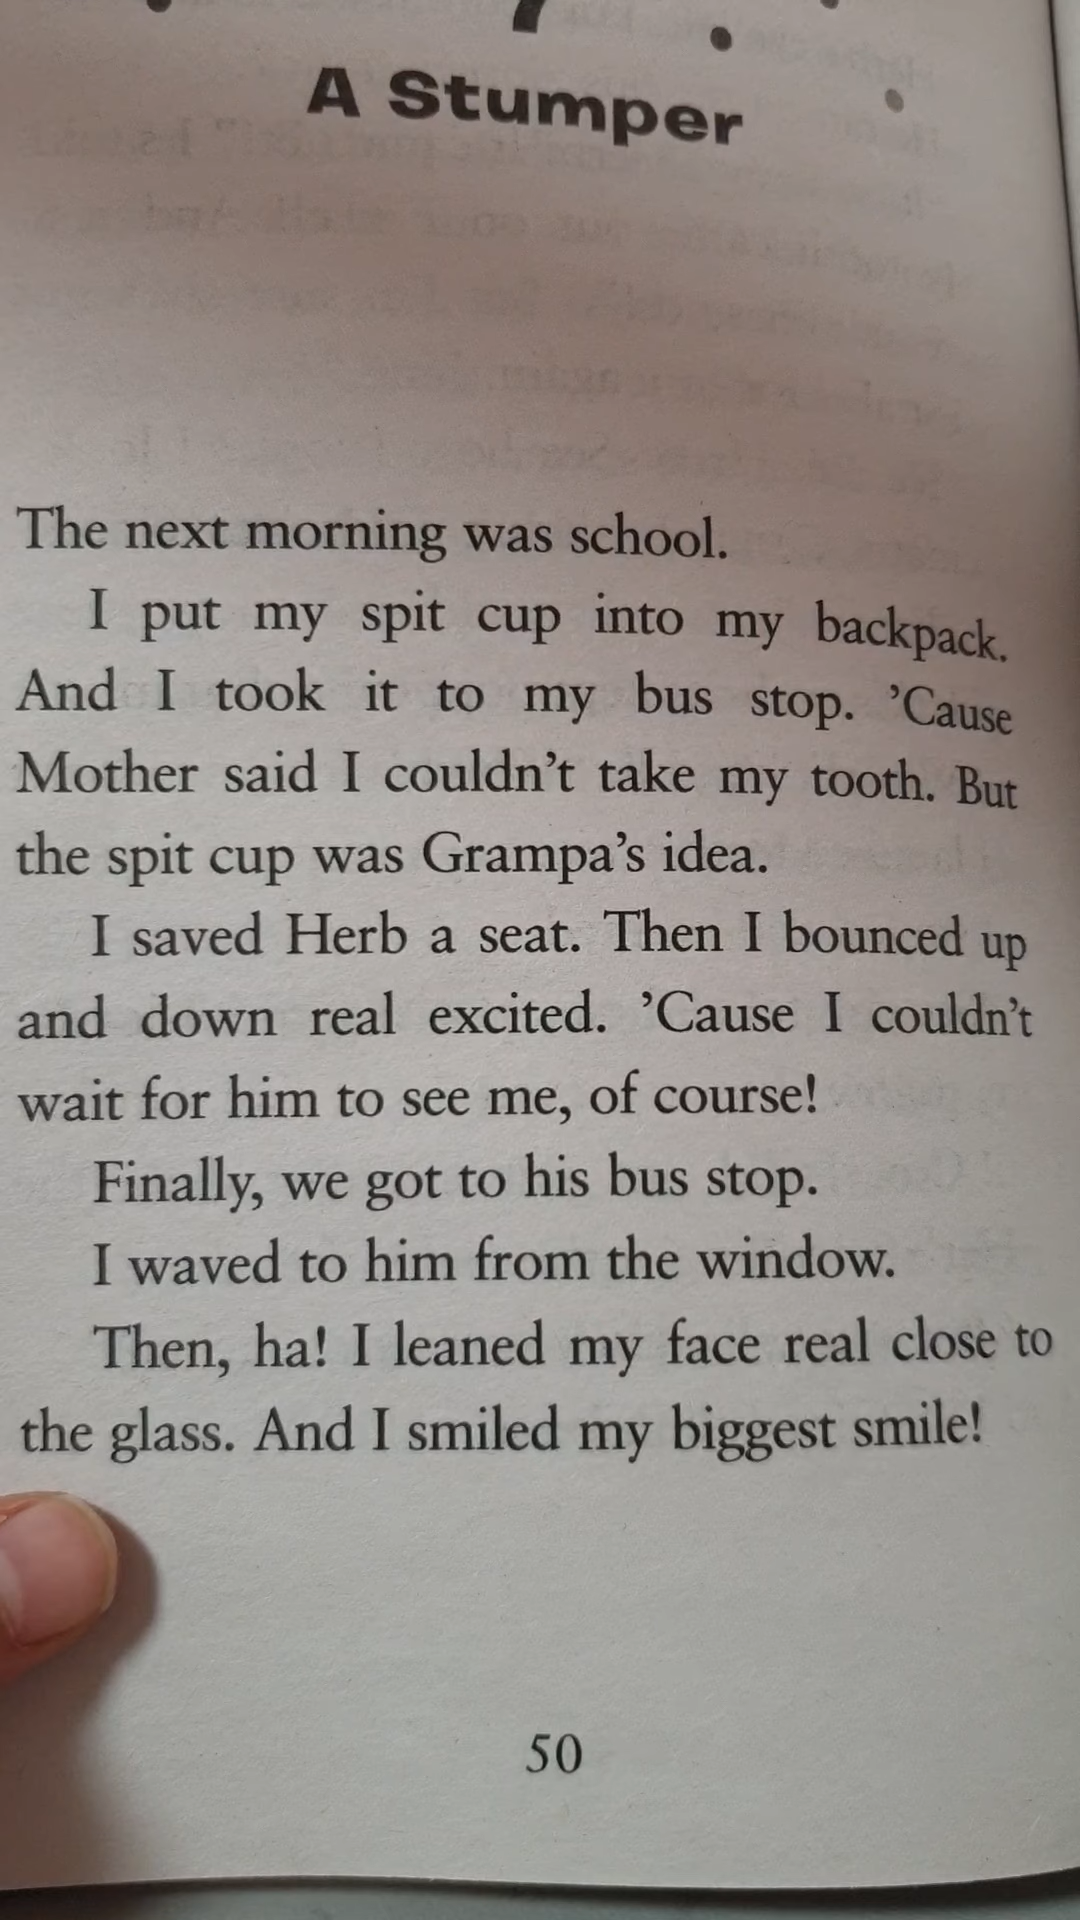 A Stumper
The next morning was school.
I put my spit cup into my backpack.
And I took it to my bus stop. ’Cause
Mother said I couldn’t take my tooth. But
the spit cup was Grampa’s idea.
I saved Herb a seat. Then I bounced up
and down real excited. ’Cause I couldn’t
wait for him to see me, of course!
Finally, we got to his bus stop.
I waved to him from the window.
Then, ha! I leaned my face real close to
the glass. And I smiled my biggest smile!
50